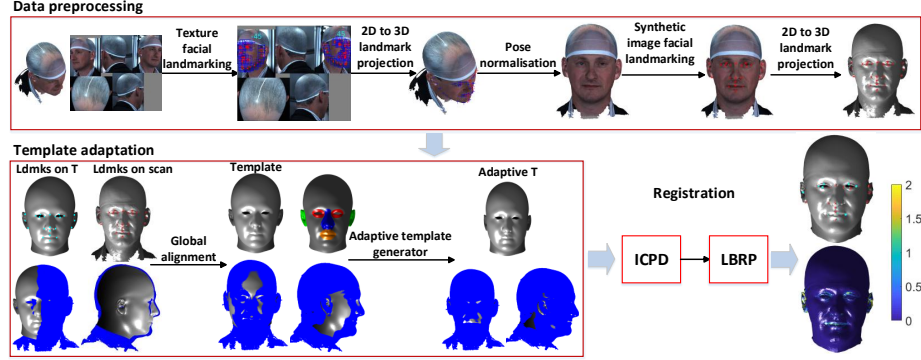 Data preprocessing
Texture
facial
landmarking
45
45
2D to 3D
landmark
projection
Pose
normalisation
Synthetic
image facial
landmarking
2D to 3D
landmark
projection
Template adaptation
Ldmks on T
Ldmks on scan
Global
alignment
Template
Adaptive template
generator
Adaptive T
Registration
ICPD
LBRP
2
1.5
1
0.5
0